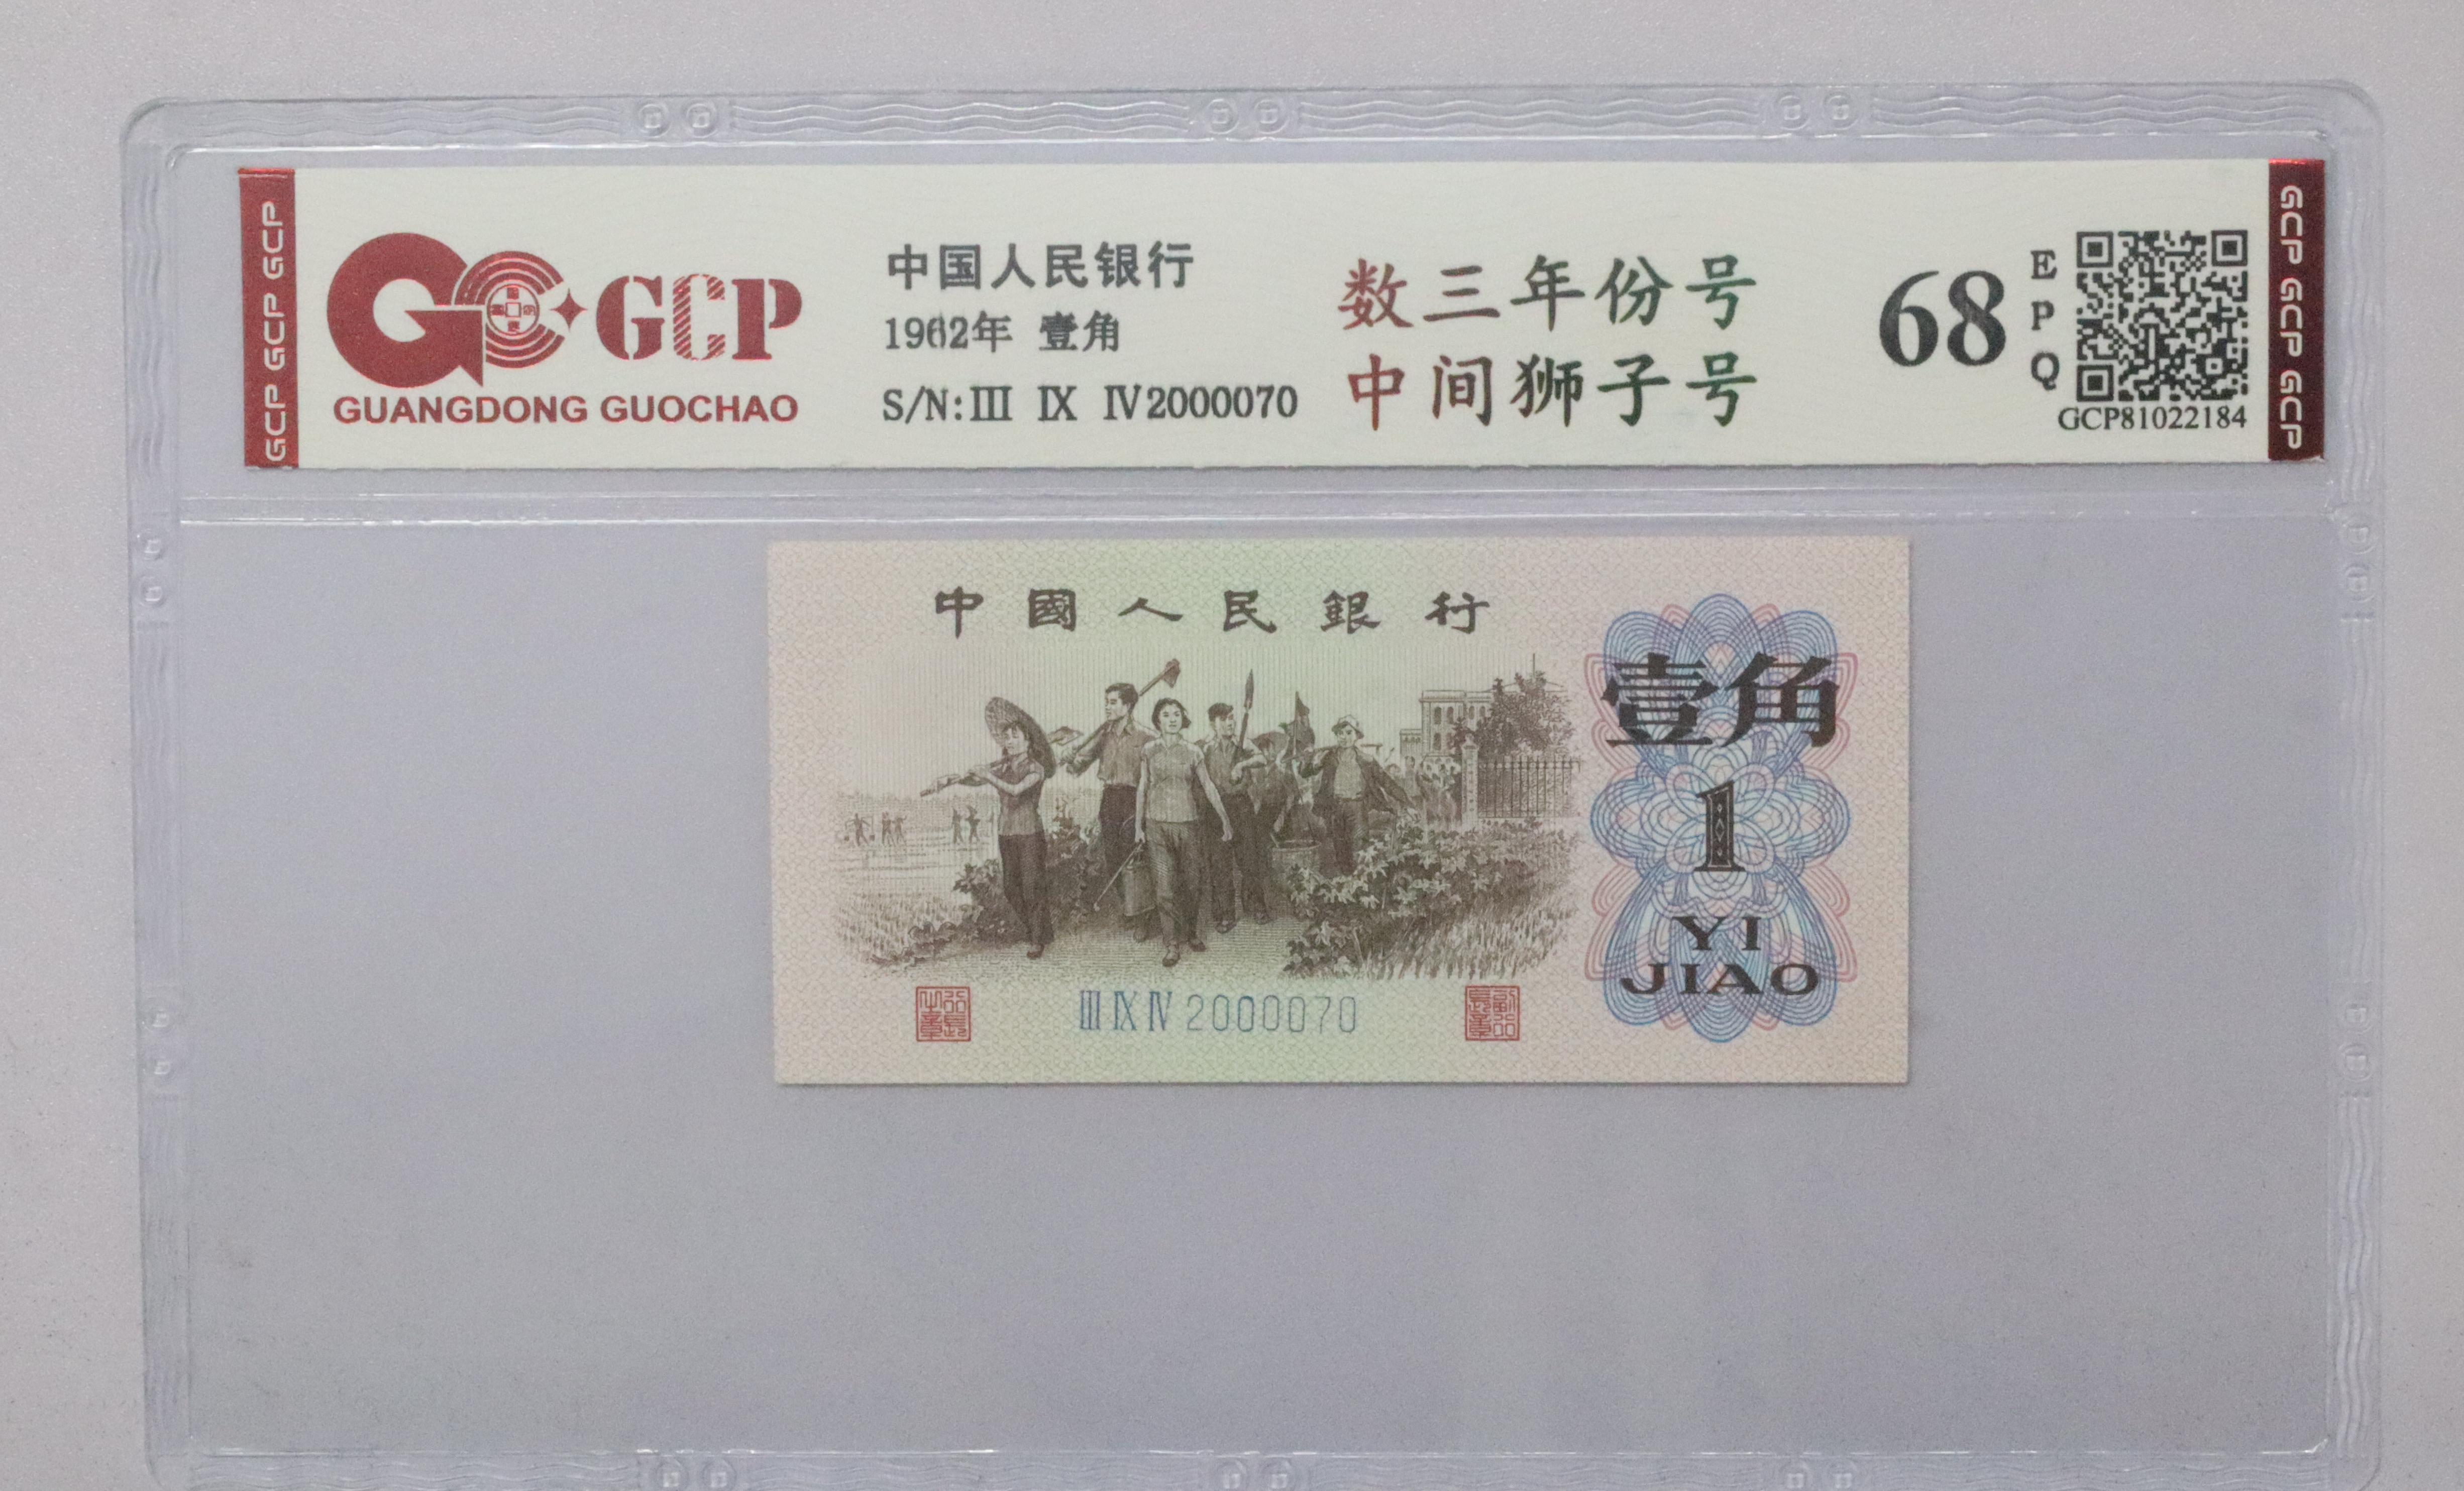 GCP GCP GCP
GCP
GUANGDONG GUOCHAO
中国人民银行
1962年 壹角
S/N:III IX IV2000070
数三年份号
中间狮子号
68
EPQ
GCP81022184
GCP GCP GCP
中國人民銀行
壹角
1
YI
JIAO
III IX IV 2000070